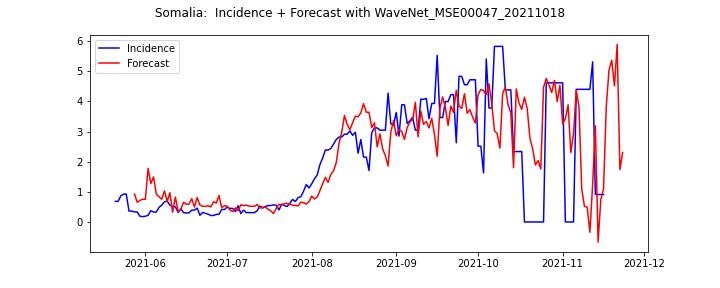 Somalia:  Incidence + Forecast with WaveNet_MSE00047_20211018
Incidence
Forecast
6
5
4
3
2
1
0
2021-06 2021-07 2021-08 2021-09 2021-10 2021-11 2021-12